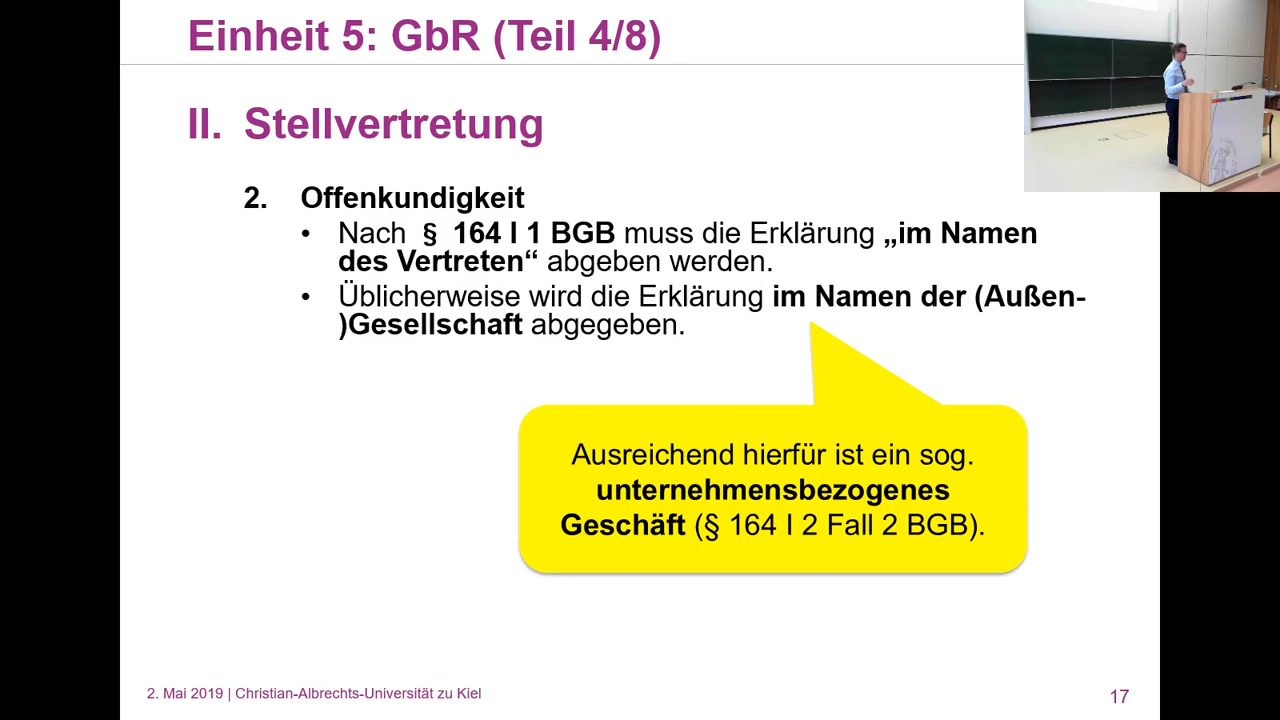 Einheit 5: GbR (Teil 4/8)
II. Stellvertretung
2. Offenkundigkeit
• Nach § 164 I 1 BGB muss die Erklärung „im Namen
des Vertreten“ abgeben werden.
• Üblicherweise wird die Erklärung im Namen der (Außen-
)Gesellschaft abgegeben.
Ausreichend hierfür ist ein sog.
unternehmensbezogenes
Geschäft (§ 164 I 2 Fall 2 BGB).
2. Mai 2019 | Christian-Albrechts-Universität zu Kiel
17